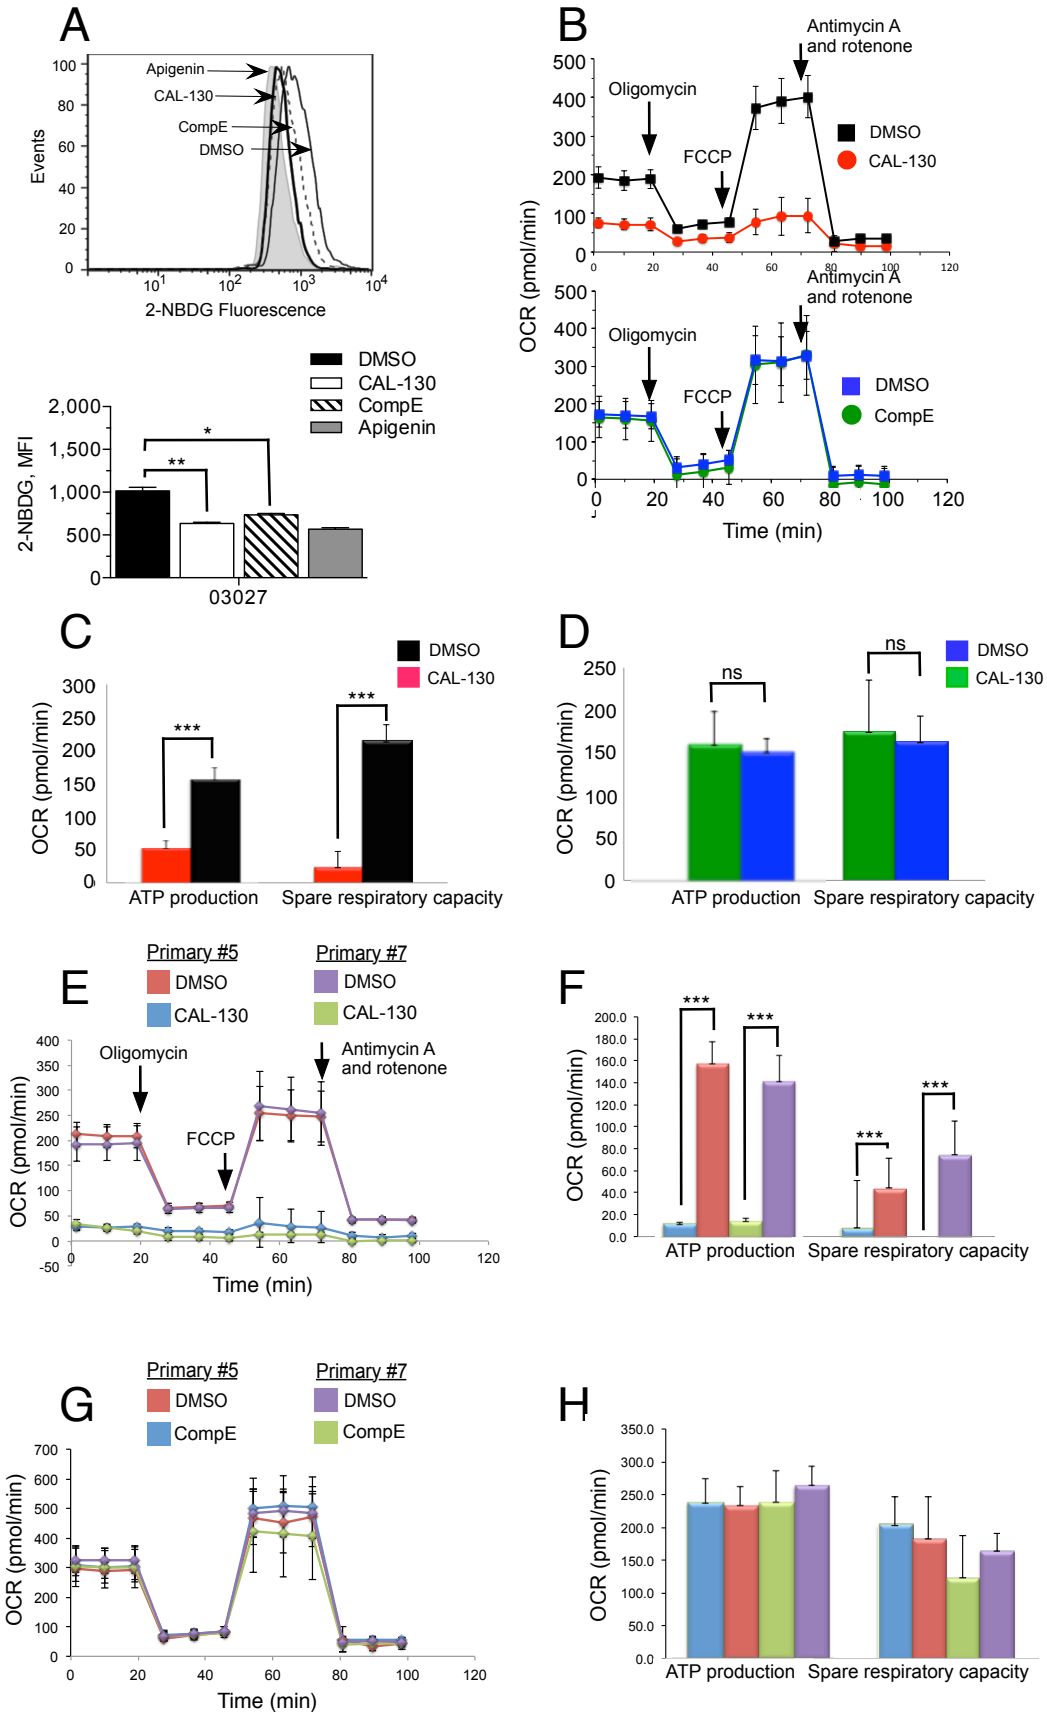 A
Apigenin
CAL-130
CompE
DMSO
Events
100
80
60
40
20
0
10¹
10²
10³
10⁴
2-NBDG Fluorescence
DMSO
CAL-130
CompE
Apigenin
2-NBDG, MFI
2,000
1,500
1,000
500
0
*
**
03027
B
Antimycin A
and rotenone
Oligomycin
FCCP
DMSO
CAL-130
500
400
300
200
100
0
0 20 40 60 80 100 120
OCR (pmol/min)
Antimycin A
and rotenone
Oligomycin
FCCP
DMSO
CompE
500
400
300
200
100
0
0 20 40 60 80 100 120
Time (min)
C
DMSO
CAL-130
OCR (pmol/min)
300
250
200
150
100
50
0
***
***
ATP production
Spare respiratory capacity
D
DMSO
CAL-130
OCR (pmol/min)
250
200
150
100
50
0
ns
ns
ATP production
Spare respiratory capacity
E
Primary #5
DMSO
CAL-130
Primary #7
DMSO
CAL-130
Oligomycin
FCCP
Antimycin A
and rotenone
OCR (pmol/min)
400
350
300
250
200
150
100
50
0
-50
0 20 40 60 80 100 120
Time (min)
F
OCR (pmol/min)
200.0
180.0
160.0
140.0
120.0
100.0
80.0
60.0
40.0
20.0
0.0
***
***
***
***
ATP production
Spare respiratory capacity
G
Primary #5
DMSO
CompE
Primary #7
DMSO
CompE
OCR (pmol/min)
700
600
500
400
300
200
100
0
0 20 40 60 80 100 120
Time (min)
H
OCR (pmol/min)
350.0
300.0
250.0
200.0
150.0
100.0
50.0
0.0
ATP production
Spare respiratory capacity